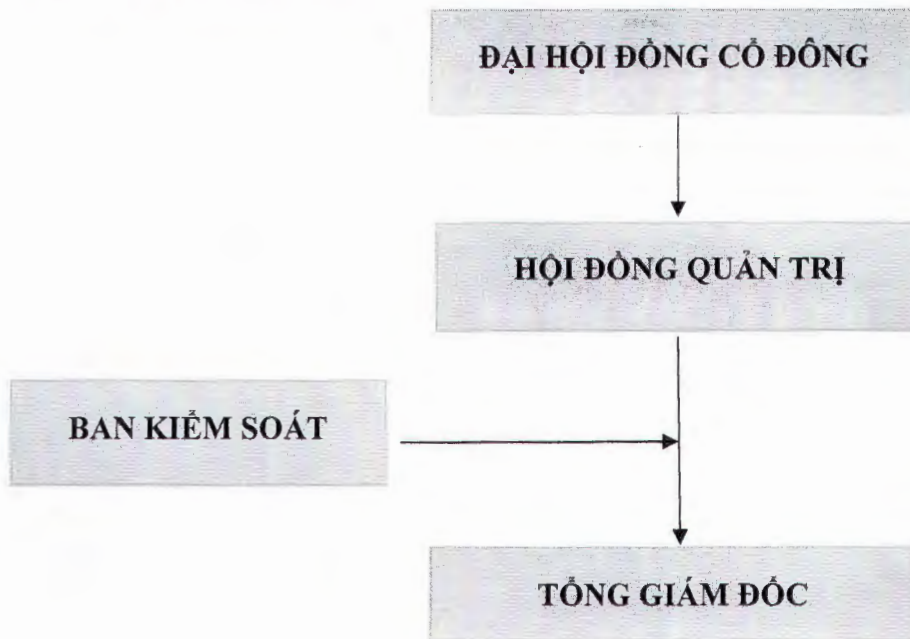 ĐẠI HỘI ĐỒNG CỔ ĐÔNG
HỘI ĐỒNG QUẢN TRỊ
BAN KIỂM SOÁT
TỔNG GIÁM ĐỐC